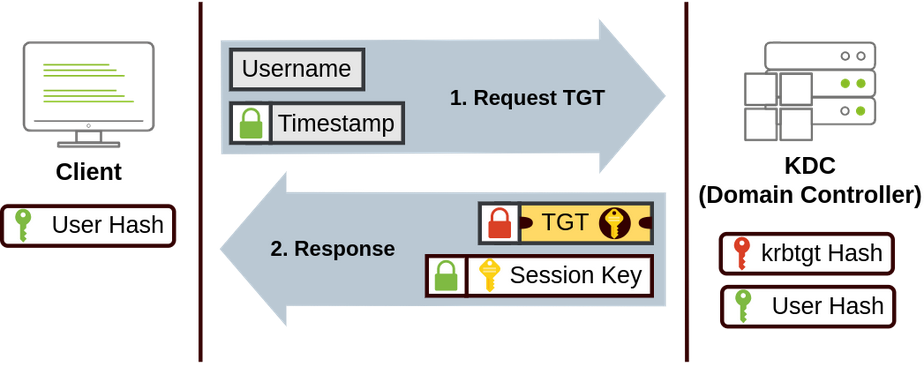 Username
Timestamp
1. Request TGT
Client
User Hash
KDC
(Domain Controller)
TGT
2. Response
Session Key
krbtgt Hash
User Hash